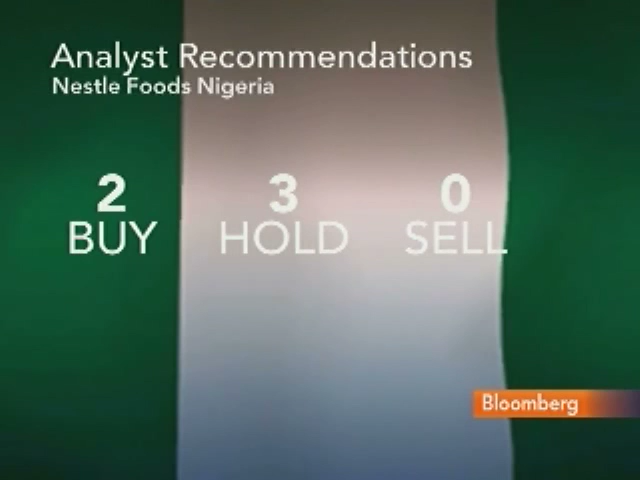 Analyst Recommendations
Nestle Foods Nigeria
2 3 0
BUY HOLD SELL
Bloomberg